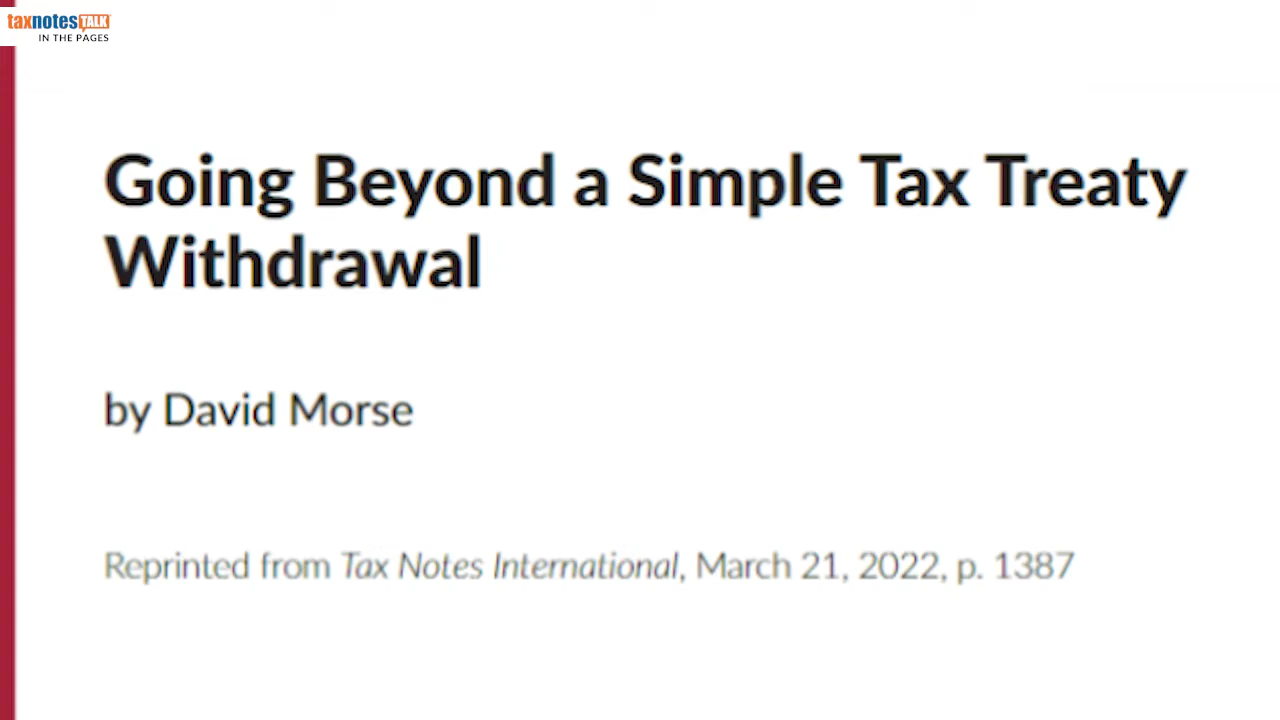 taxnotes TALK
IN THE PAGES
Going Beyond a Simple Tax Treaty
Withdrawal
by David Morse
Reprinted from Tax Notes International, March 21, 2022, p. 1387